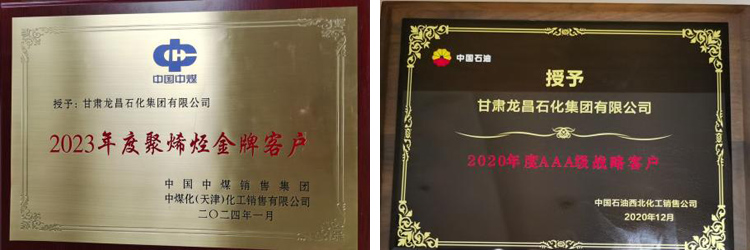 中国中煤
授予：甘肃龙昌石化集团有限公司
2023年度聚烯烃金牌客户
中国中煤销售集团
中煤化(天津)化工销售有限公司
二〇二四年一月
中国石油
授予
甘肃龙昌石化集团有限公司
2020年度AAA级战略客户
中国石油西北化工销售公司
2020年12月